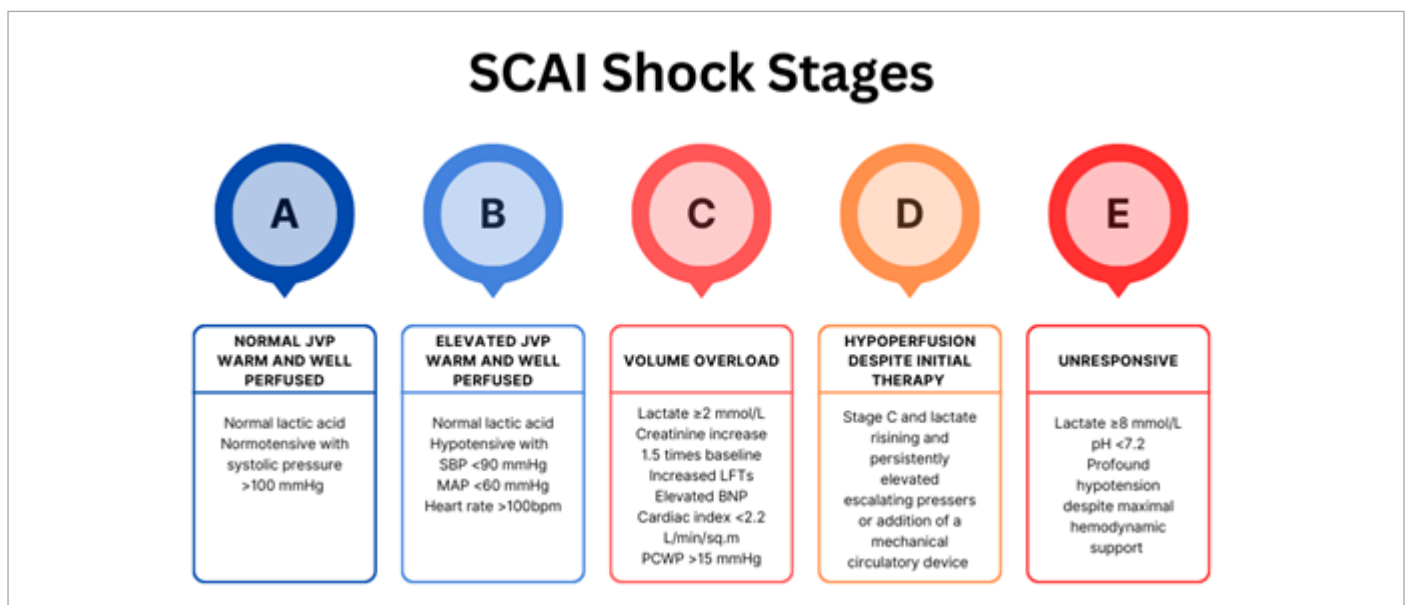 SCAI Shock Stages
A
B
C
D
E
NORMAL JVP
WARM AND WELL
PERFUSED
Normal lactic acid
Normotensive with
systolic pressure
>100 mmHg
ELEVATED JVP
WARM AND WELL
PERFUSED
Normal lactic acid
Hypotensive with
SBP <90 mmHg
MAP <60 mmHg
Heart rate >100bpm
VOLUME OVERLOAD
Lactate ≥2 mmol/L
Creatinine increase
1.5 times baseline
Increased LFTs
Elevated BNP
Cardiac index <2.2
L/min/sq.m
PCWP >15 mmHg
HYPOPERFUSION
DESPITE INITIAL
THERAPY
Stage C and lactate
risining and
persistently
elevated
escalating pressers
or addition of a
mechanical
circulatory device
UNRESPONSIVE
Lactate ≥8 mmol/L
pH <7.2
Profound
hypotension
despite maximal
hemodynamic
support